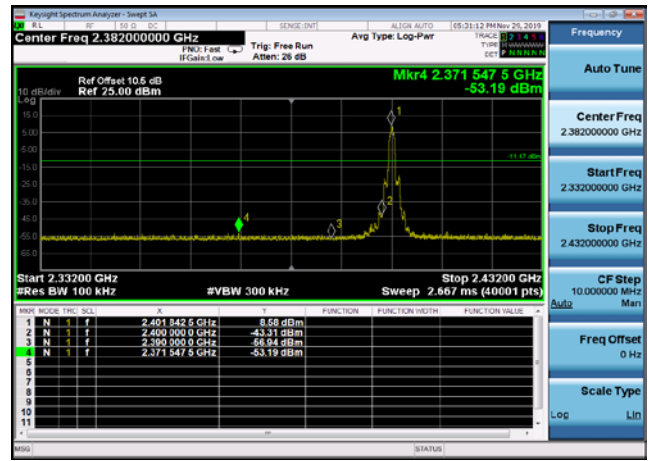 Keysight Spectrum Analyzer - Swept SA
RL RF 50 Ω DC SENSE:INT ALIGN AUTO 05:31:12 PM Nov 25, 2019
Center Freq 2.382000000 GHz
PNO: Fast
IFGain:Low
Trig: Free Run
Atten: 26 dB
Avg Type: Log-Pwr
TRACE 1 2 3 4 5 6
TYPE
DET P N N N N N
Ref Offset 10.5 dB
Ref 25.00 dBm
10 dB/div
Log
Mkr4 2.371 547 5 GHz
-53.19 dBm
15.0
5.00
-5.00
-15.0
-25.0
-35.0
-45.0
-55.0
-65.0
1
2
3
4
Start 2.33200 GHz
Stop 2.43200 GHz
#Res BW 100 kHz
#VBW 300 kHz
Sweep 2.667 ms (40001 pts)
MKR MODE TRC SCL X Y FUNCTION FUNCTION WIDTH FUNCTION VALUE
1 N 1 f 2.401 842 5 GHz 8.58 dBm
2 N 1 f 2.400 000 0 GHz -43.31 dBm
3 N 1 f 2.390 000 0 GHz -56.94 dBm
4 N 1 f 2.371 547 5 GHz -53.19 dBm
5
6
7
8
9
10
11
MSG
STATUS
Frequency
Auto Tune
Center Freq
2.382000000 GHz
Start Freq
2.332000000 GHz
Stop Freq
2.432000000 GHz
CF Step
10.000000 MHz
Auto Man
Freq Offset
0 Hz
Scale Type
Log Lin